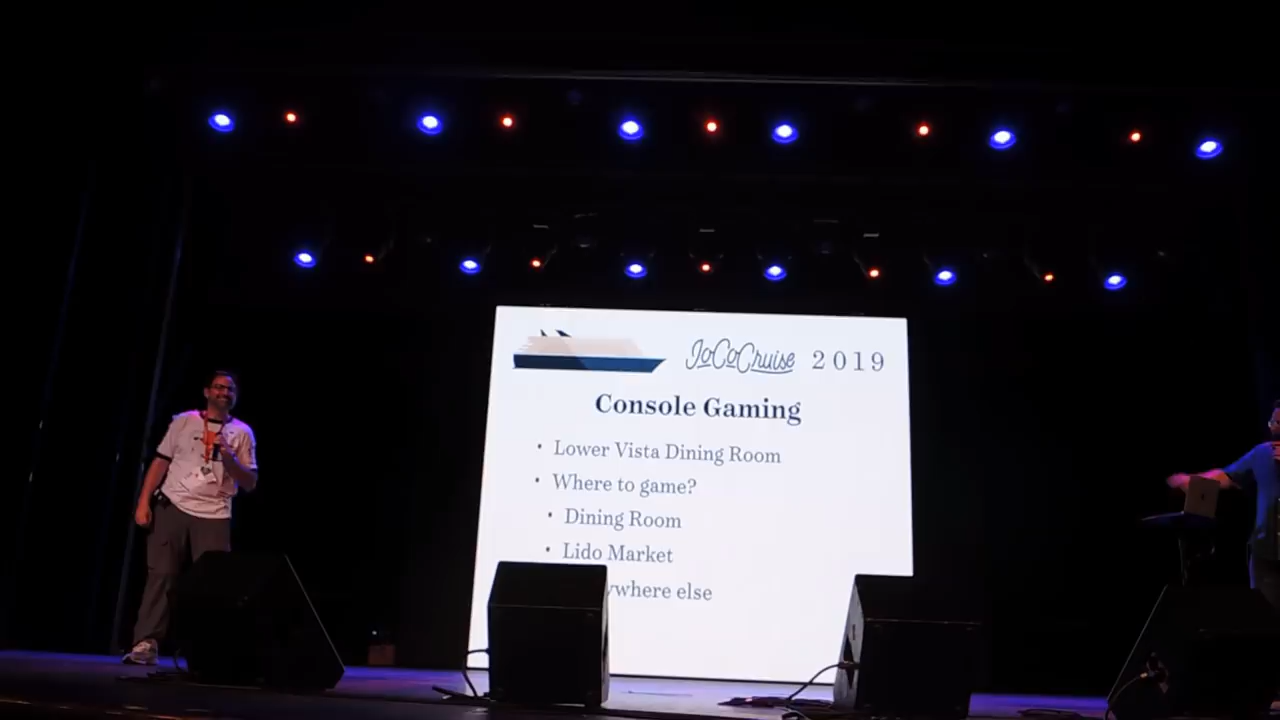 JoCoCruise 2019
Console Gaming
• Lower Vista Dining Room
• Where to game?
• Dining Room
• Lido Market
ywhere else